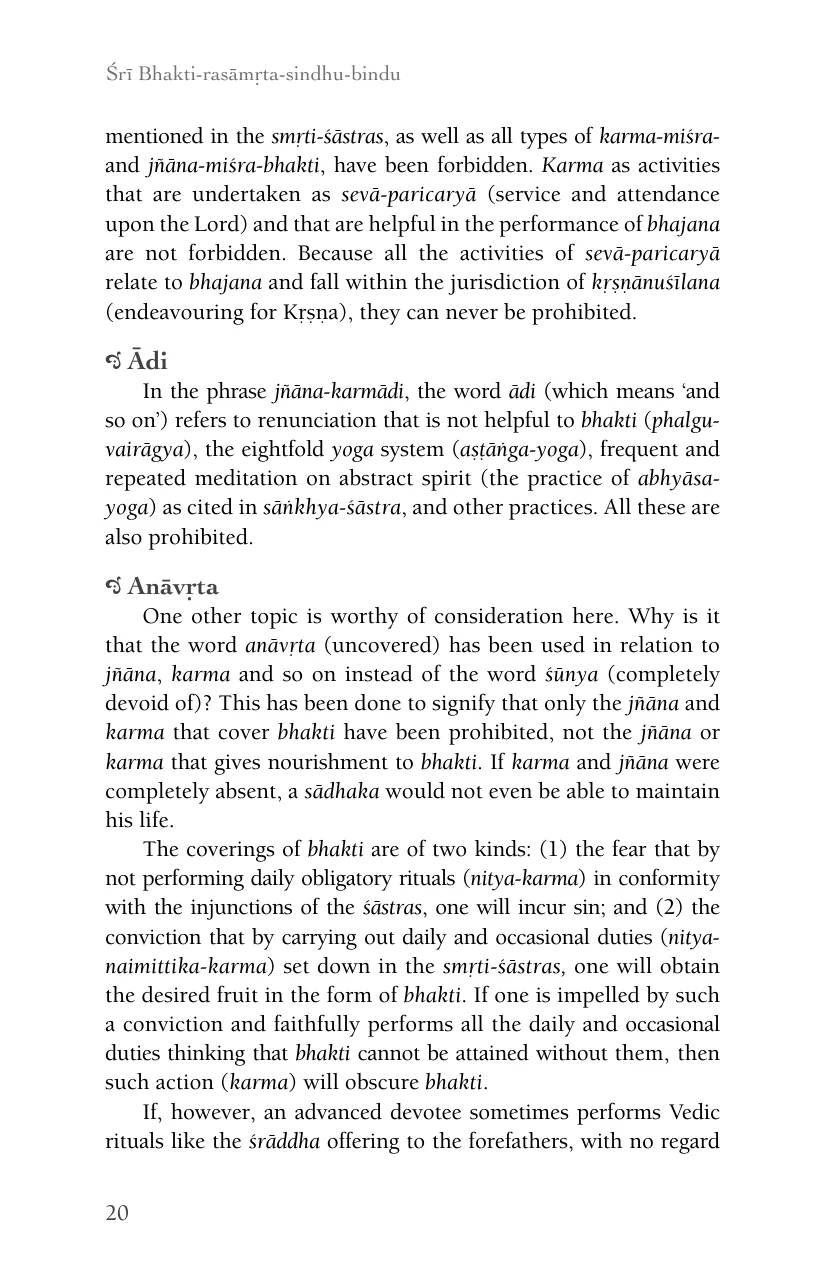 Śrī Bhakti-rasāmṛta-sindhu-bindu
mentioned in the smṛti-śāstras, as well as all types of karma-miśra-
and jñāna-miśra-bhakti, have been forbidden. Karma as activities
that are undertaken as sevā-paricaryā (service and attendance
upon the Lord) and that are helpful in the performance of bhajana
are not forbidden. Because all the activities of sevā-paricaryā
relate to bhajana and fall within the jurisdiction of kṛṣṇānuśīlana
(endeavouring for Kṛṣṇa), they can never be prohibited.
Ādi
In the phrase jñāna-karmādi, the word ādi (which means ‘and
so on’) refers to renunciation that is not helpful to bhakti (phalgu-
vairāgya), the eightfold yoga system (aṣṭāṅga-yoga), frequent and
repeated meditation on abstract spirit (the practice of abhyāsa-
yoga) as cited in sāṅkhya-śāstra, and other practices. All these are
also prohibited.
Anāvṛta
One other topic is worthy of consideration here. Why is it
that the word anāvṛta (uncovered) has been used in relation to
jñāna, karma and so on instead of the word śūnya (completely
devoid of)? This has been done to signify that only the jñāna and
karma that cover bhakti have been prohibited, not the jñāna or
karma that gives nourishment to bhakti. If karma and jñāna were
completely absent, a sādhaka would not even be able to maintain
his life.
The coverings of bhakti are of two kinds: (1) the fear that by
not performing daily obligatory rituals (nitya-karma) in conformity
with the injunctions of the śāstras, one will incur sin; and (2) the
conviction that by carrying out daily and occasional duties (nitya-
naimittika-karma) set down in the smṛti-śāstras, one will obtain
the desired fruit in the form of bhakti. If one is impelled by such
a conviction and faithfully performs all the daily and occasional
duties thinking that bhakti cannot be attained without them, then
such action (karma) will obscure bhakti.
If, however, an advanced devotee sometimes performs Vedic
rituals like the śrāddha offering to the forefathers, with no regard
20